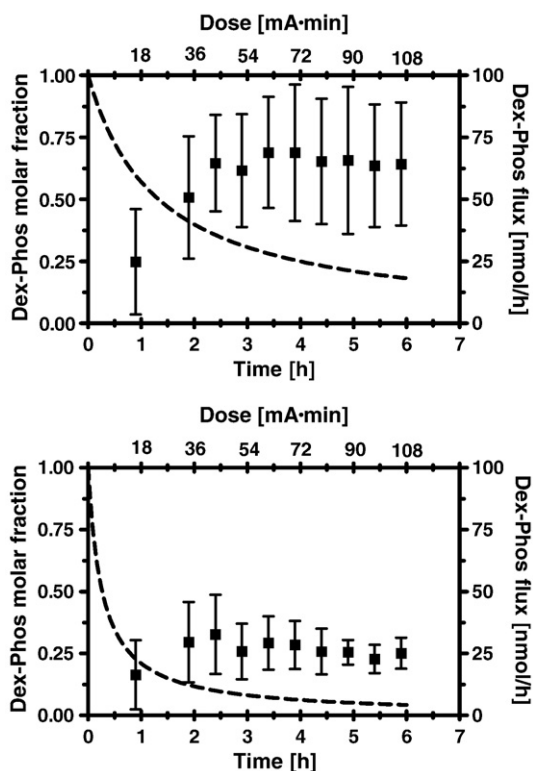 Dose [mA•min]
18 36 54 72 90 108
1.00 100
0.75 75
0.50 50
0.25 25
0.00 0
Dex-Phos molar fraction
Dex-Phos flux [nmol/h]
0 1 2 3 4 5 6 7
Time [h]
Dose [mA•min]
18 36 54 72 90 108
1.00 100
0.75 75
0.50 50
0.25 25
0.00 0
Dex-Phos molar fraction
Dex-Phos flux [nmol/h]
0 1 2 3 4 5 6 7
Time [h]